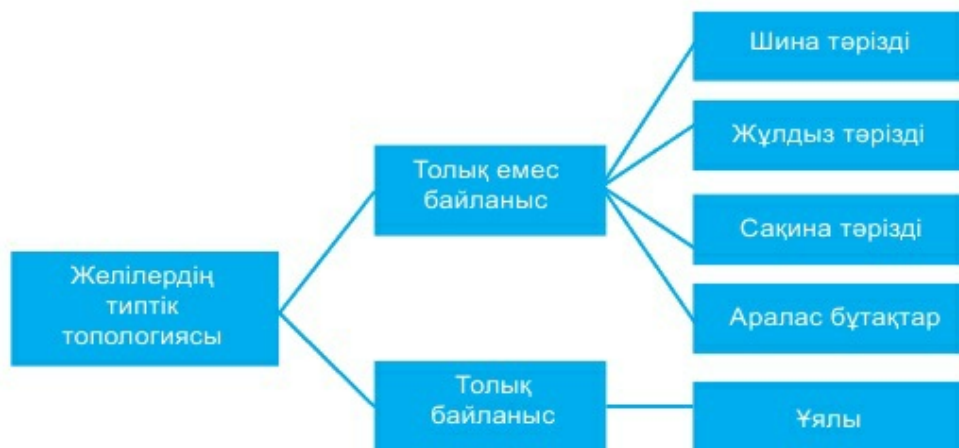 Шина тәрізді
Жұлдыз тәрізді
Толық емес
байланыс
Сақина тәрізді
Желілердің
типтік
топологиясы
Аралас бұтақтар
Толық
байланыс
Ұялы